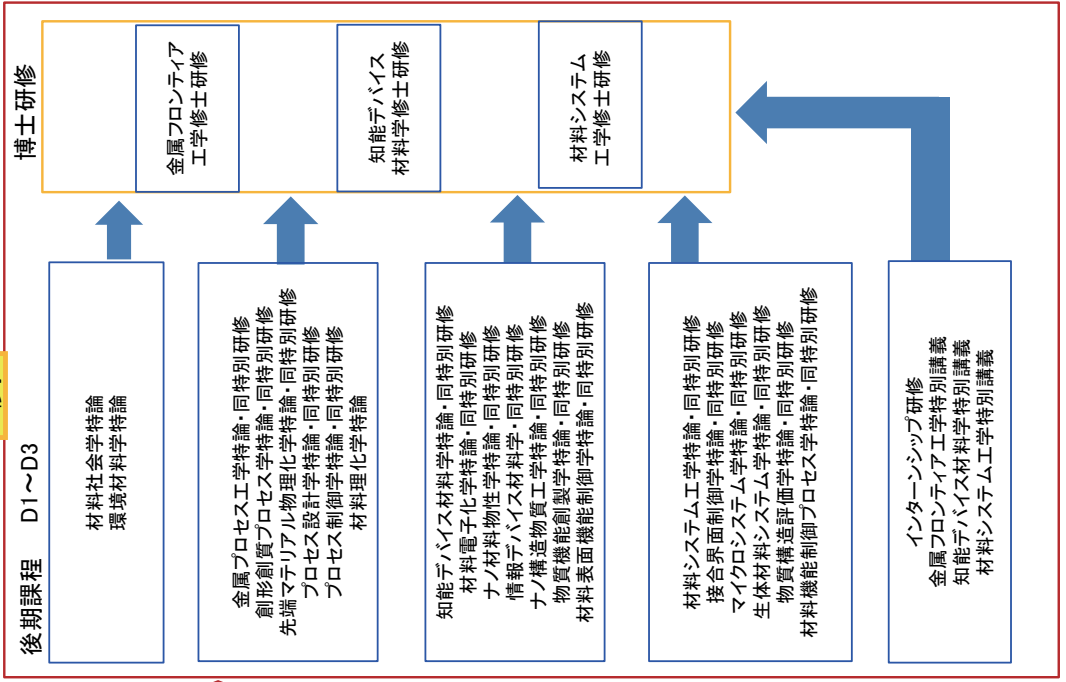 後期課程 D1～D3
博士研修
材料社会学特論
環境材料学特論
金属プロセス工学特論・同特別研修
創形創質プロセス学特論・同特別研修
先端マテリアル物理化学特論・同特別研修
プロセス設計学特論・同特別研修
プロセス制御学特論・同特別研修
材料理化学特論
知能デバイス材料学特論・同特別研修
材料電子化学特論・同特別研修
ナノ材料物性学特論・同特別研修
情報デバイス材料学・同特別研修
ナノ構造物質工学特論・同特別研修
物質機能創製学特論・同特別研修
材料表面機能制御学特論・同特別研修
材料システム工学特論・同特別研修
接合界面制御学特論・同特別研修
マイクロシステム学特論・同特別研修
生体材料システム学特論・同特別研修
物質構造評価学特論・同特別研修
材料機能制御プロセス学特論・同特別研修
インターンシップ研修
金属フロンティア工学特別講義
知能デバイス材料学特別講義
材料システム工学特別講義
金属フロンティア
工学修士研修
知能デバイス
材料学修士研修
材料システム
工学修士研修